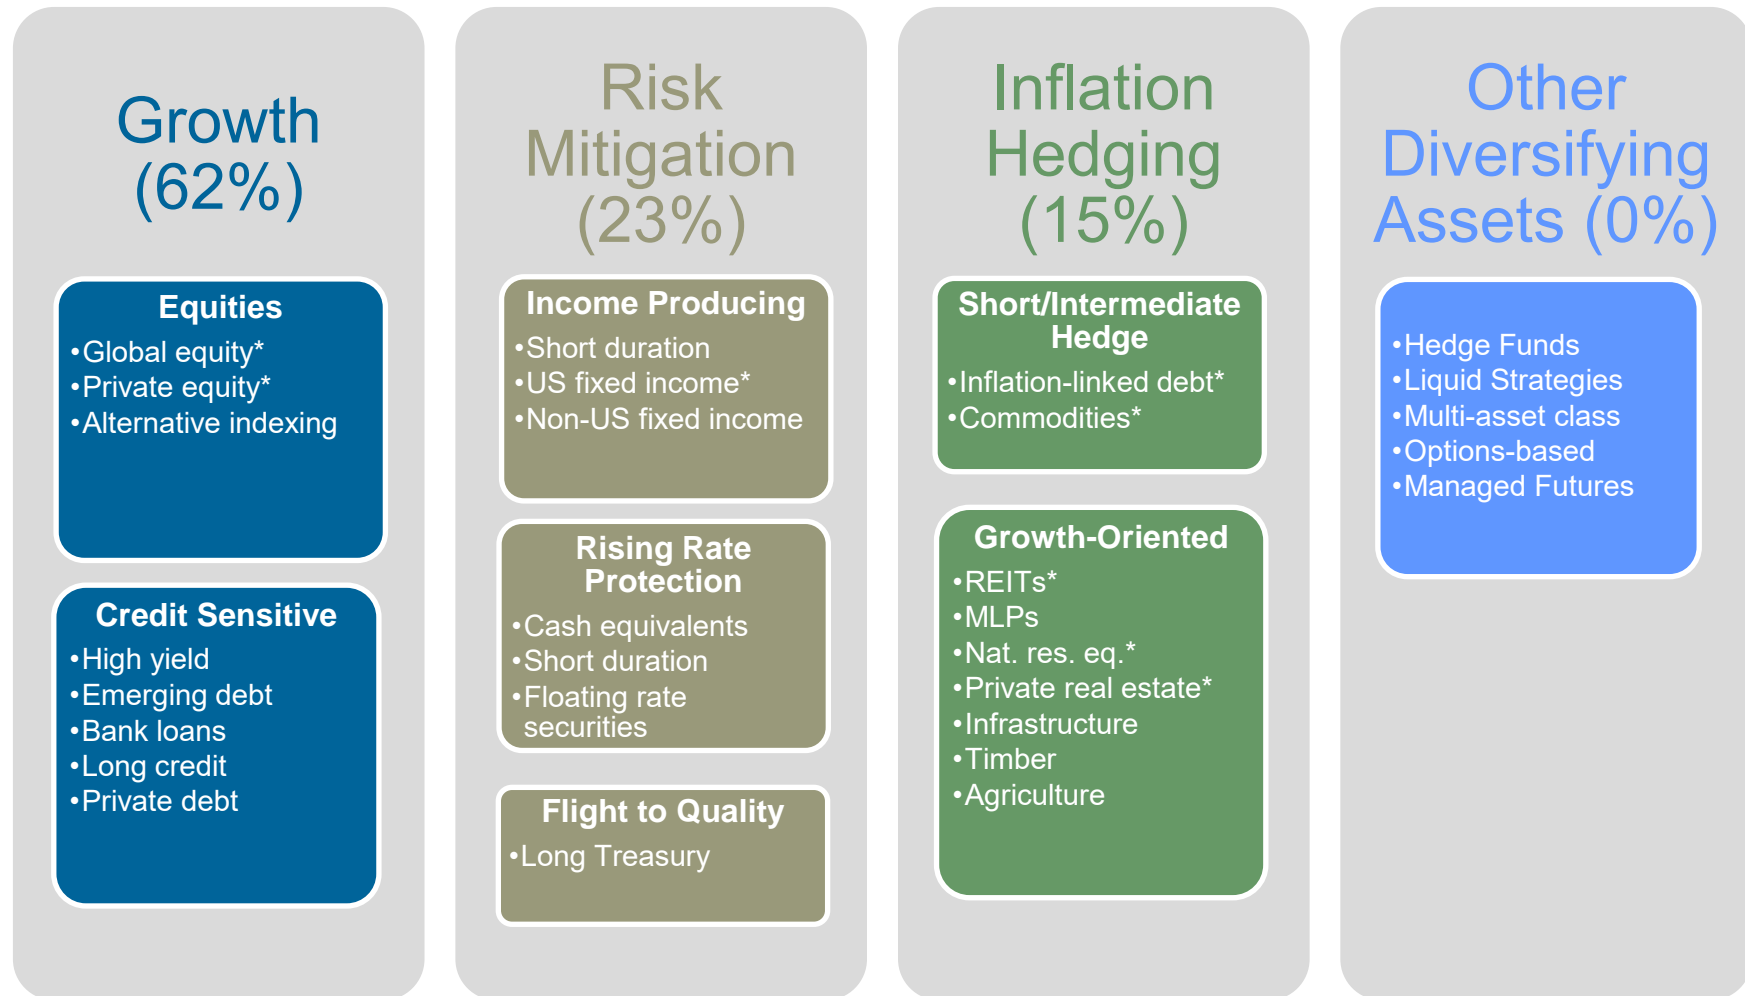 Growth
(62%)
Equities
•Global equity*
•Private equity*
•Alternative indexing
Credit Sensitive
•High yield
•Emerging debt
•Bank loans
•Long credit
•Private debt
Risk
Mitigation
(23%)
Income Producing
•Short duration
•US fixed income*
•Non-US fixed income
Rising Rate
Protection
•Cash equivalents
•Short duration
•Floating rate
securities
Flight to Quality
•Long Treasury
Inflation
Hedging
(15%)
Short/Intermediate
Hedge
•Inflation-linked debt*
•Commodities*
Growth-Oriented
•REITs*
•MLPs
•Nat. res. eq.*
•Private real estate*
•Infrastructure
•Timber
•Agriculture
Other
Diversifying
Assets (0%)
•Hedge Funds
•Liquid Strategies
•Multi-asset class
•Options-based
•Managed Futures